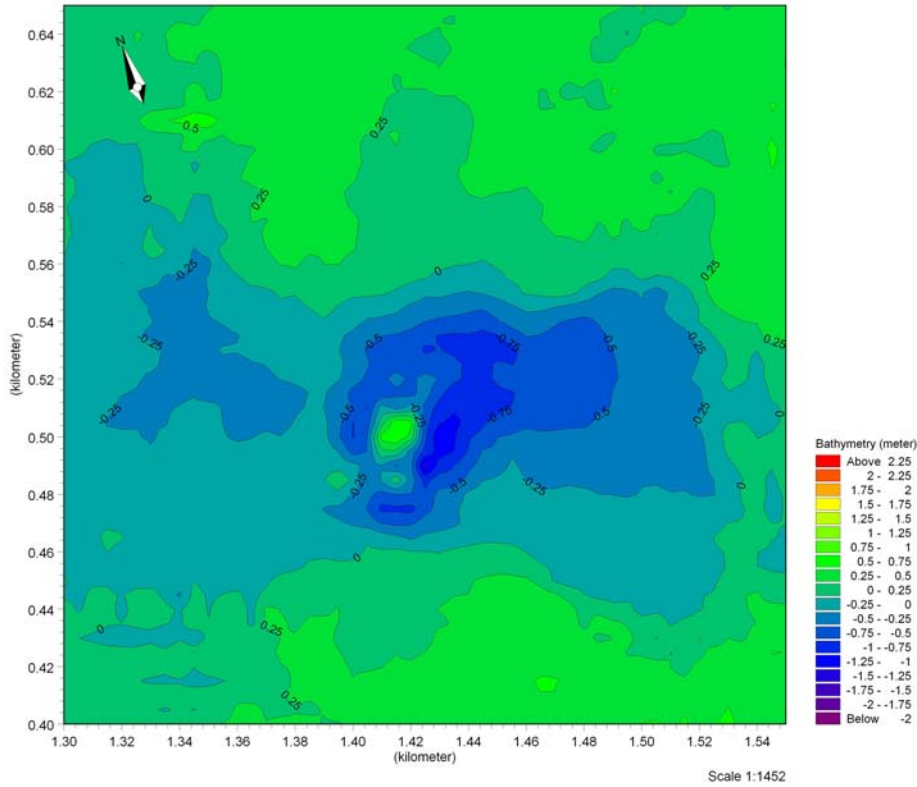 N
0.64
0.62
0.60
0.58
0.56
0.54
0.52
0.50
0.48
0.46
0.44
0.42
0.40
(kilometer)
0.5
0.25
0.25
0
-0.25
0
0.25
-0.25
-0.5
-0.75
-0.5
-0.25
0.25
-0.25
-0.5
-0.25
-0.75
-0.5
-0.25
0
-0.25
-0.5
-0.25
0
0
0.25
0
0.25
1.30
1.32
1.34
1.36
1.38
1.40
1.42
1.44
1.46
1.48
1.50
1.52
1.54
(kilometer)
Scale 1:1452
Bathymetry (meter)
Above 2.25
2 - 2.25
1.75 - 2
1.5 - 1.75
1.25 - 1.5
1 - 1.25
0.75 - 1
0.5 - 0.75
0.25 - 0.5
0 - 0.25
-0.25 - 0
-0.5 - -0.25
-0.75 - -0.5
-1 - -0.75
-1.25 - -1
-1.5 - -1.25
-1.75 - -1.5
-2 - -1.75
Below -2